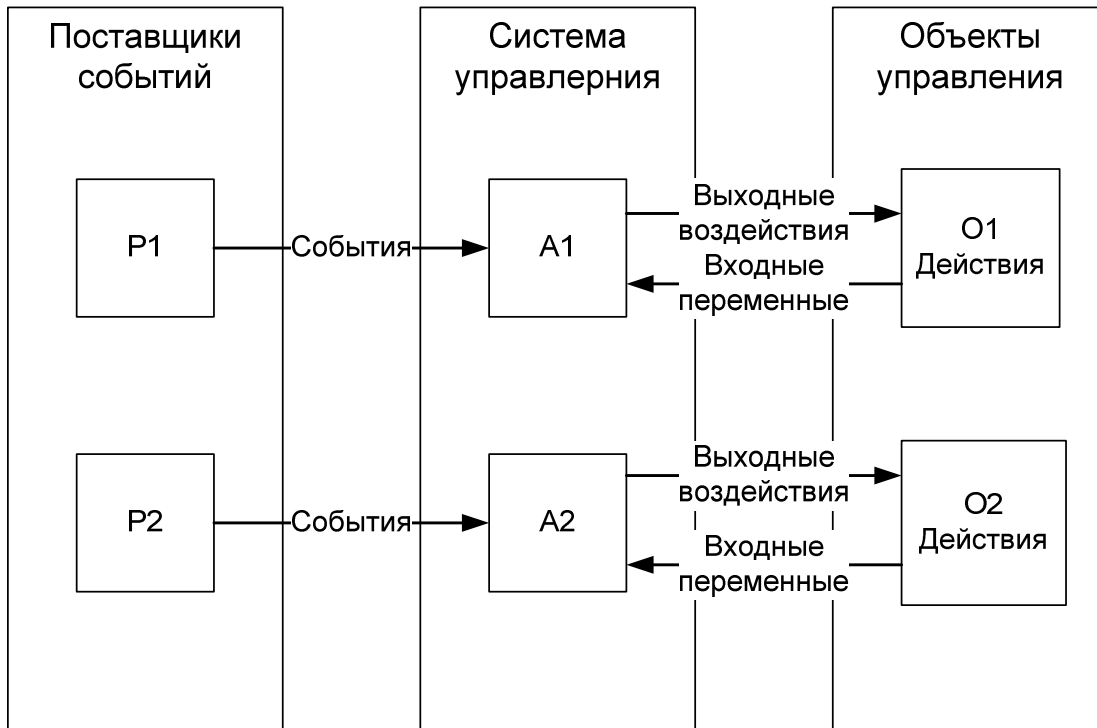 Поставщики
событий
Система
управлерния
Объекты
управления
P1
События
A1
Выходные
воздействия
Входные
переменные
O1
Действия
P2
События
A2
Выходные
воздействия
Входные
переменные
O2
Действия